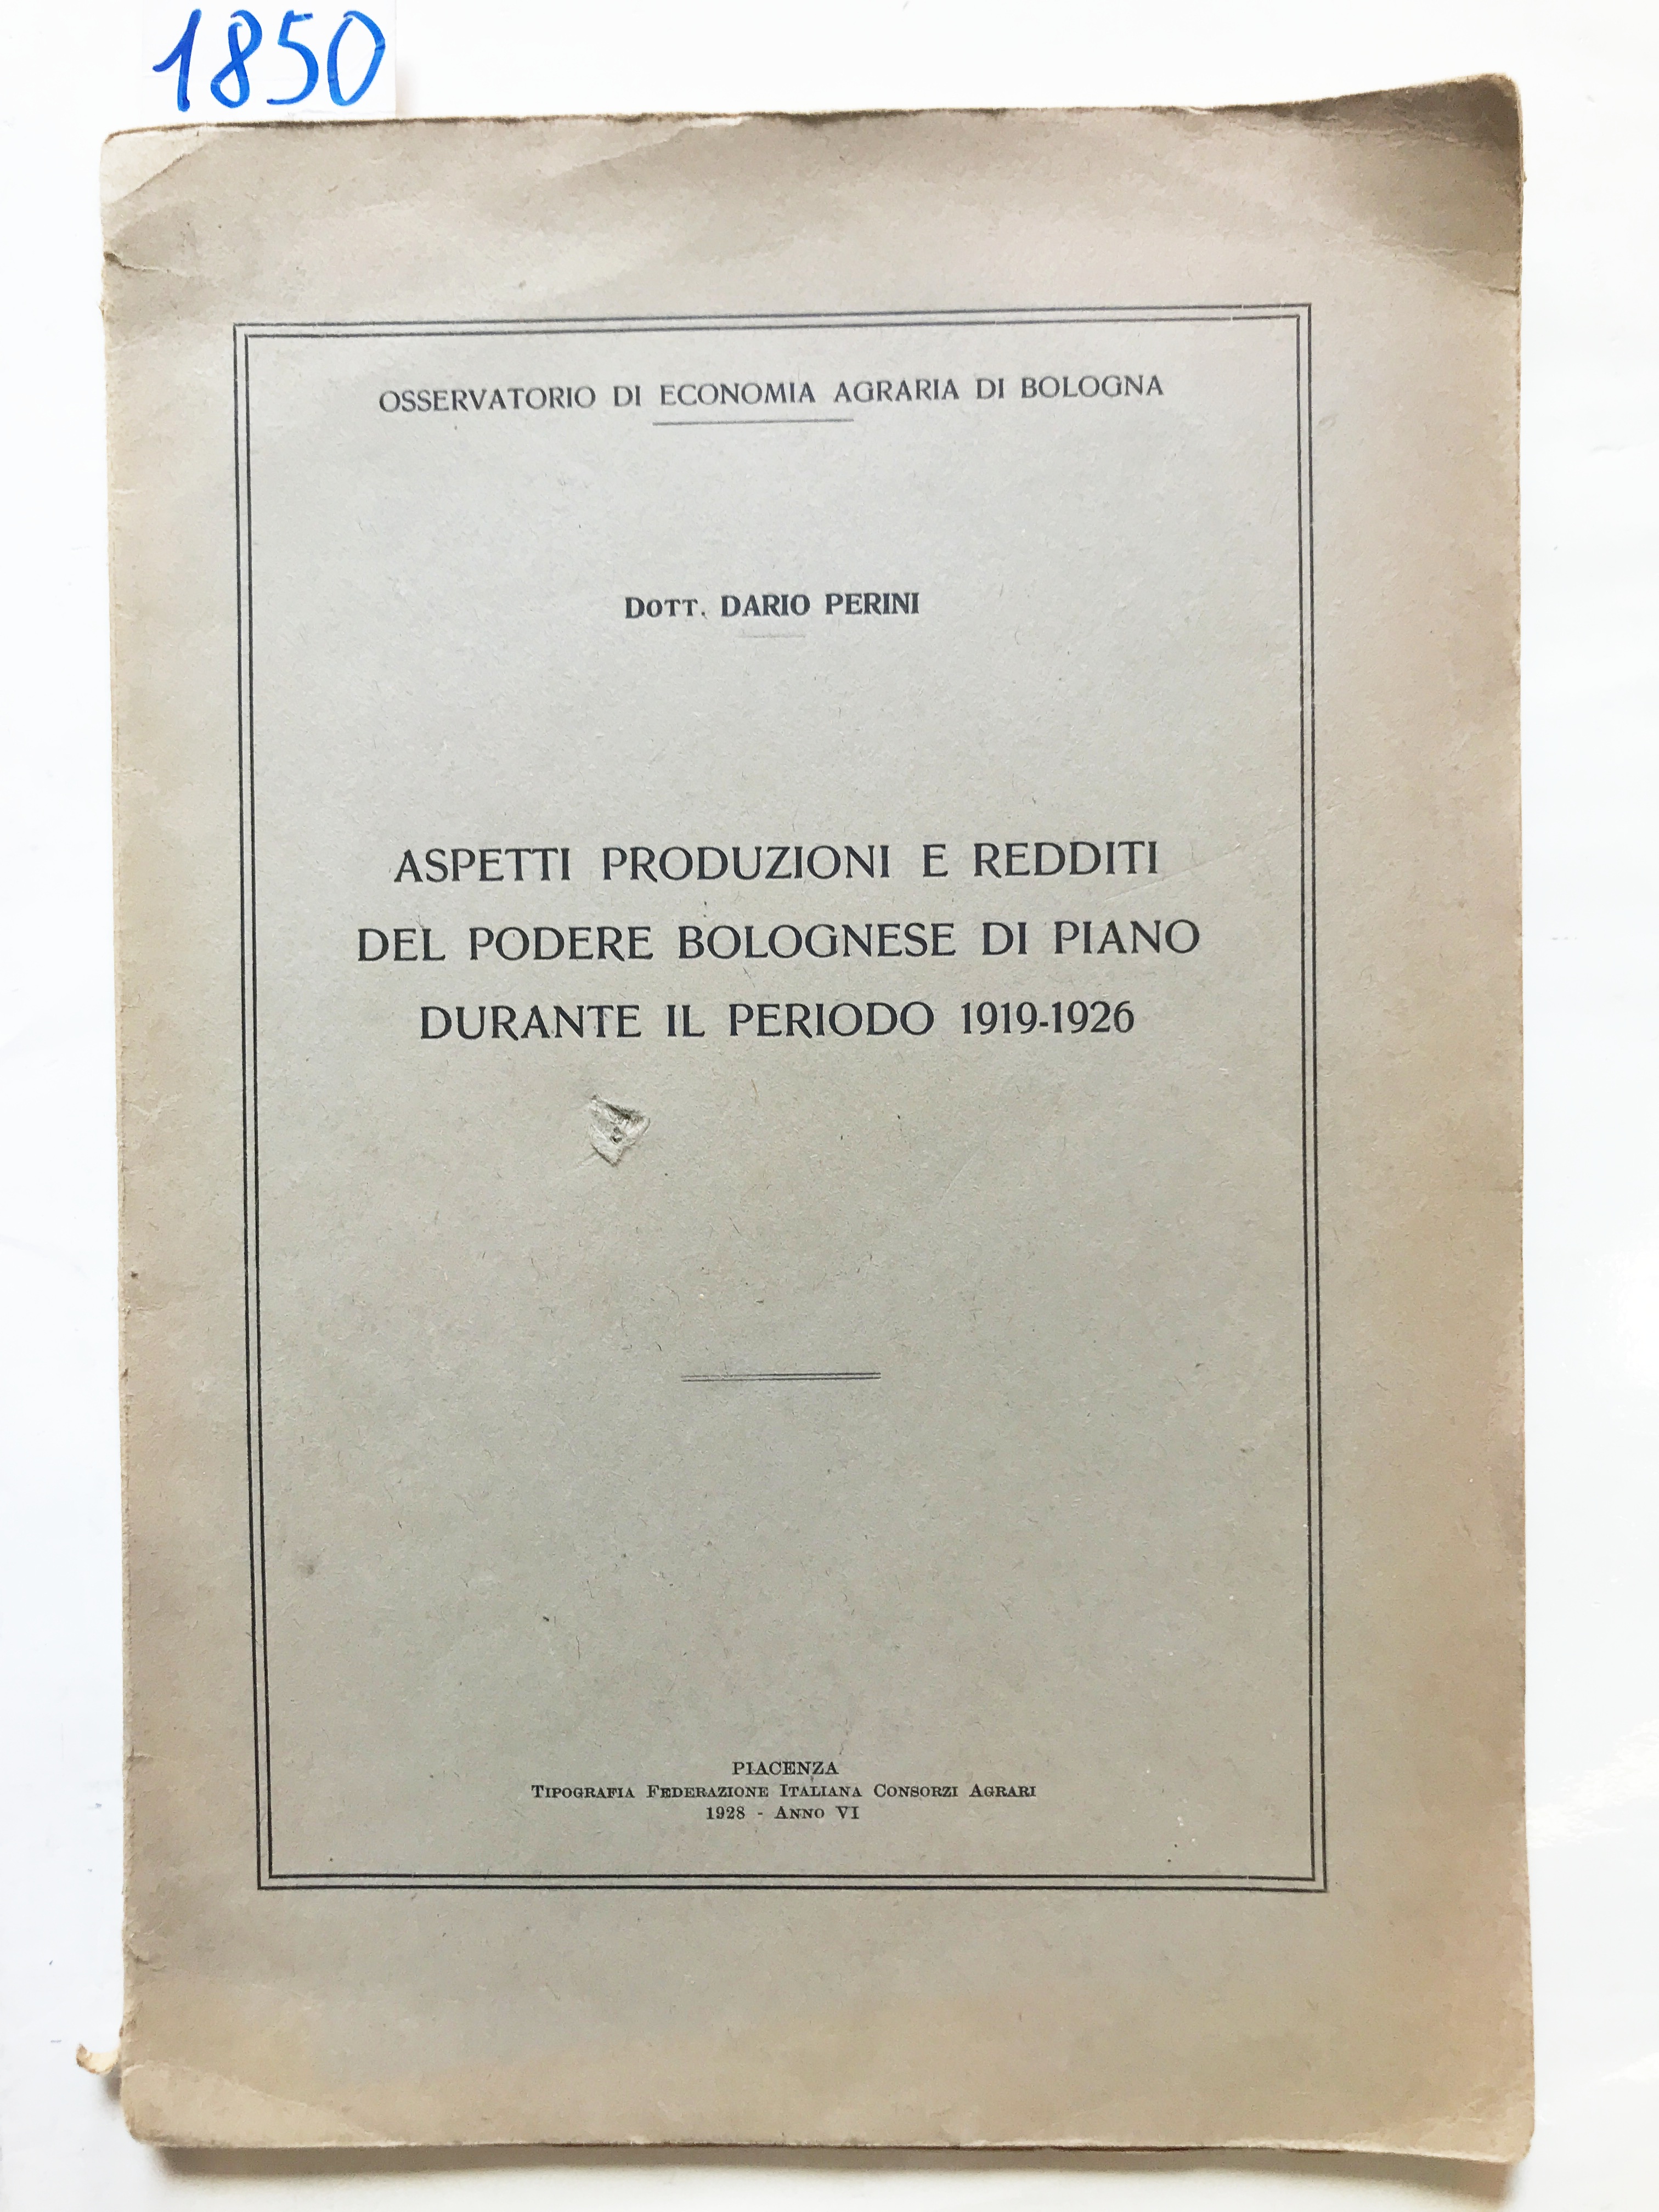 1850
OSSERVATORIO DI ECONOMIA AGRARIA DI BOLOGNA
DOTT. DARIO PERINI
ASPETTI PRODUZIONI E REDDITI
DEL PODERE BOLOGNESE DI PIANO
DURANTE IL PERIODO 1919-1926
PIACENZA
TIPOGRAFIA FEDERAZIONE ITALIANA CONSORZI AGRARI
1928 - ANNO VI